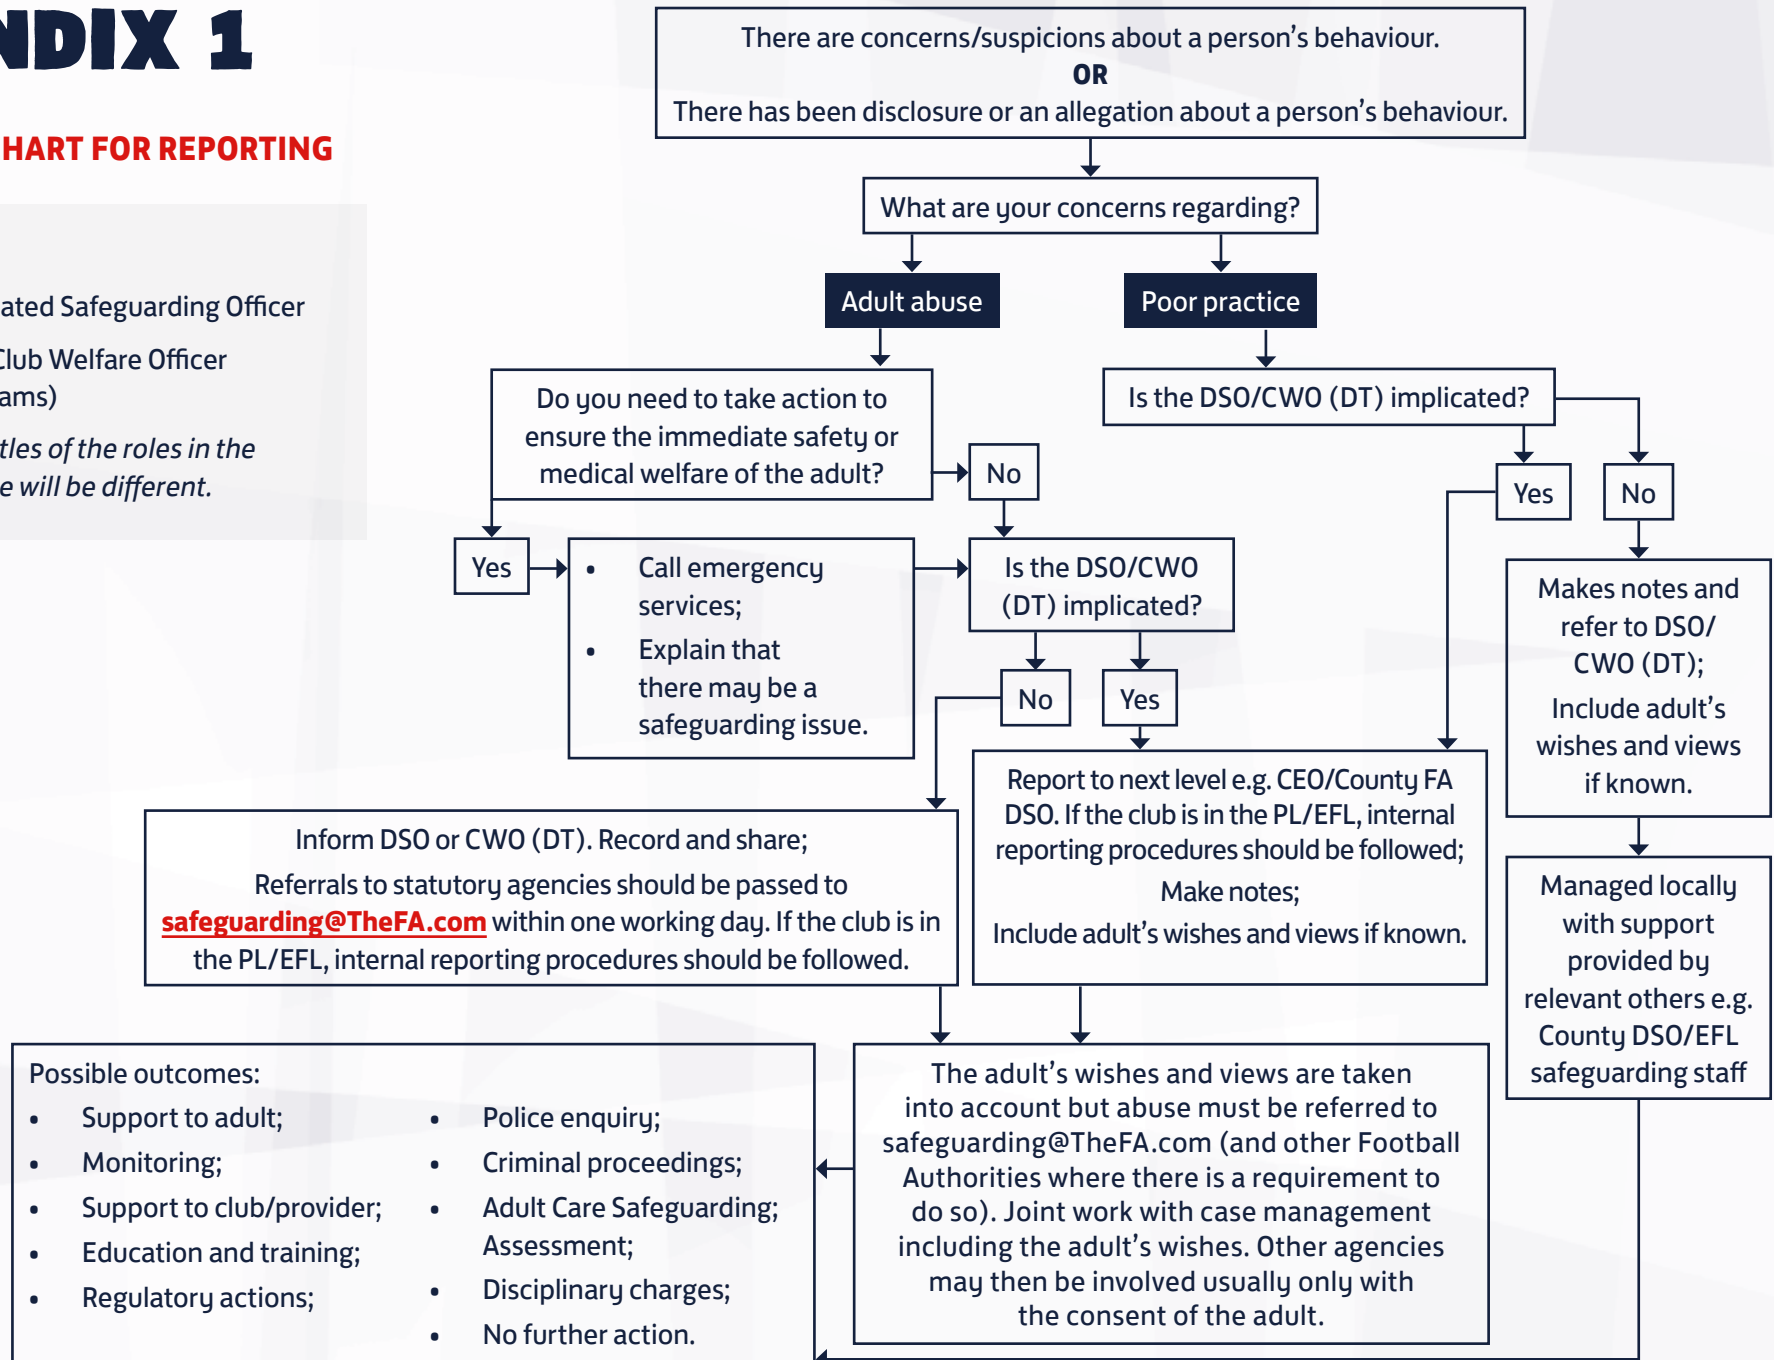 NDIX 1
HART FOR REPORTING
ated Safeguarding Officer
Club Welfare Officer
ams)
tles of the roles in the
e will be different.
There are concerns/suspicions about a person's behaviour.
OR
There has been disclosure or an allegation about a person's behaviour.
What are your concerns regarding?
Adult abuse
Poor practice
Do you need to take action to
ensure the immediate safety or
medical welfare of the adult?
No
Is the DSO/CWO (DT) implicated?
Yes
No
Yes
• Call emergency
services;
• Explain that
there may be a
safeguarding issue.
Is the DSO/CWO
(DT) implicated?
No
Yes
Makes notes and
refer to DSO/
CWO (DT);
Include adult's
wishes and views
if known.
Inform DSO or CWO (DT). Record and share;
Referrals to statutory agencies should be passed to
safeguarding@TheFA.com within one working day. If the club is in
the PL/EFL, internal reporting procedures should be followed.
Report to next level e.g. CEO/County FA
DSO. If the club is in the PL/EFL, internal
reporting procedures should be followed;
Make notes;
Include adult's wishes and views if known.
Managed locally
with support
provided by
relevant others e.g.
County DSO/EFL
safeguarding staff
Possible outcomes:
• Support to adult;
• Monitoring;
• Support to club/provider;
• Education and training;
• Regulatory actions;
• Police enquiry;
• Criminal proceedings;
• Adult Care Safeguarding;
Assessment;
• Disciplinary charges;
• No further action.
The adult's wishes and views are taken
into account but abuse must be referred to
safeguarding@TheFA.com (and other Football
Authorities where there is a requirement to
do so). Joint work with case management
including the adult's wishes. Other agencies
may then be involved usually only with
the consent of the adult.